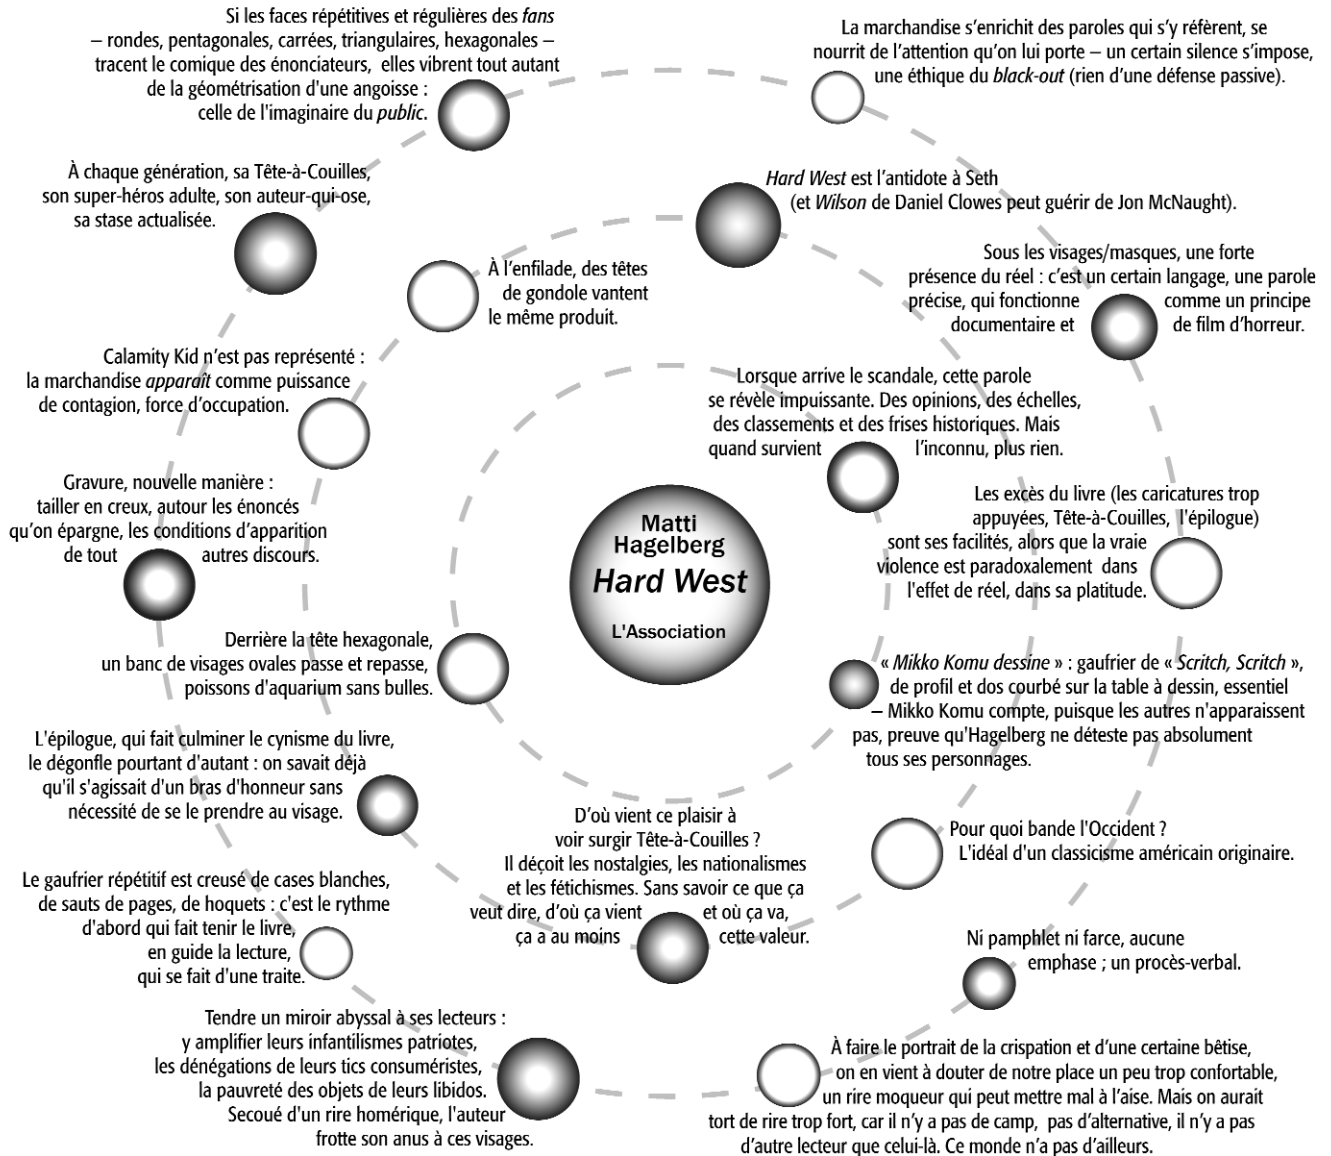 Si les faces répétitives et régulières des fans
– rondes, pentagonales, carrées, triangulaires, hexagonales –
tracent le comique des énonciateurs, elles vibrent tout autant
de la géométrisation d'une angoisse :
celle de l'imaginaire du public.
La marchandise s’enrichit des paroles qui s’y réfèrent, se
nourrit de l’attention qu’on lui porte – un certain silence s’impose,
une éthique du black-out (rien d’une défense passive).
À chaque génération, sa Tête-à-Couilles,
son super-héros adulte, son auteur-qui-ose,
sa stase actualisée.
Hard West est l’antidote à Seth
(et Wilson de Daniel Clowes peut guérir de Jon McNaught).
À l’enfilade, des têtes
de gondole vantent
le même produit.
Sous les visages/masques, une forte
présence du réel : c’est un certain langage, une parole
précise, qui fonctionne comme un principe
documentaire et de film d’horreur.
Calamity Kid n’est pas représenté :
la marchandise apparaît comme puissance
de contagion, force d’occupation.
Lorsque arrive le scandale, cette parole
se révèle impuissante. Des opinions, des échelles,
des classements et des frises historiques. Mais
quand survient l’inconnu, plus rien.
Gravure, nouvelle manière :
tailler en creux, autour les énoncés
qu’on épargne, les conditions d’apparition
de tout autres discours.
Matti
Hagelberg
Hard West
L'Association
Les excès du livre (les caricatures trop
appuyées, Tête-à-Couilles, l'épilogue)
sont ses facilités, alors que la vraie
violence est paradoxalement dans
l'effet de réel, dans sa platitude.
Derrière la tête hexagonale,
un banc de visages ovales passe et repasse,
poissons d'aquarium sans bulles.
« Mikko Komu dessine » : gaufrier de « Scritch, Scritch »,
de profil et dos courbé sur la table à dessin, essentiel
– Mikko Komu compte, puisque les autres n'apparaissent
pas, preuve qu'Hagelberg ne déteste pas absolument
tous ses personnages.
L'épilogue, qui fait culminer le cynisme du livre,
le dégonfle pourtant d'autant : on savait déjà
qu'il s'agissait d'un bras d'honneur sans
nécessité de se le prendre au visage.
D’où vient ce plaisir à
voir surgir Tête-à-Couilles ?
Il déçoit les nostalgies, les nationalismes
et les fétichismes. Sans savoir ce que ça
veut dire, d’où ça vient et où ça va,
ça a au moins cette valeur.
Pour quoi bande l'Occident ?
L'idéal d'un classicisme américain originaire.
Le gaufrier répétitif est creusé de cases blanches,
de sauts de pages, de hoquets : c'est le rythme
d'abord qui fait tenir le livre,
en guide la lecture,
qui se fait d'une traite.
Ni pamphlet ni farce, aucune
emphase ; un procès-verbal.
Tendre un miroir abyssal à ses lecteurs :
y amplifier leurs infantilismes patriotes,
les dénégations de leurs tics consuméristes,
la pauvreté des objets de leurs libidos.
Secoué d'un rire homérique, l'auteur
frotte son anus à ces visages.
À faire le portrait de la crispation et d’une certaine bêtise,
on en vient à douter de notre place un peu trop confortable,
un rire moqueur qui peut mettre mal à l’aise. Mais on aurait
tort de rire trop fort, car il n’y a pas de camp, pas d’alternative, il n’y a pas
d’autre lecteur que celui-là. Ce monde n’a pas d’ailleurs.